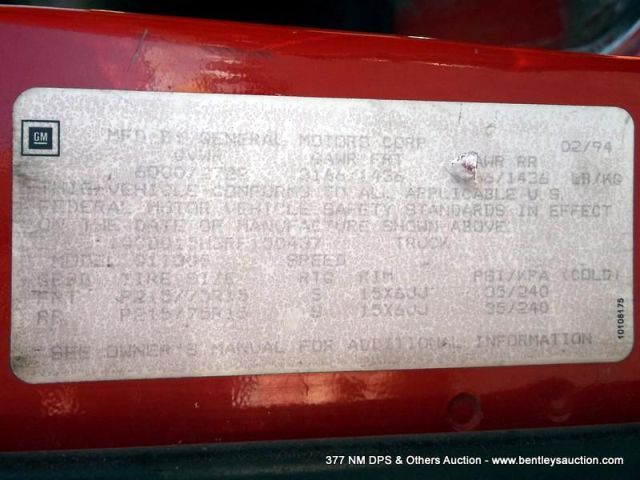 GM
MFD BY GENERAL MOTORS CORP 02/94
GVWR GAWR FRT GAWR RR
3166/1436 /1436 LB/KG
THIS VEHICLE CONFORMS TO ALL APPLICABLE U.S.
FEDERAL MOTOR VEHICLE SAFETY STANDARDS IN EFFECT
ON THE DATE OF MANUFACTURE SHOWN ABOVE
TRUCK
MODEL SPEED
TIRE SIZE RTG RIM PSI/KPA (COLD)
FRT P215/75R15 S 15X6JJ 35/240
RR P215/75R15 S 15X6JJ 35/240
SEE OWNER'S MANUAL FOR ADDITIONAL INFORMATION
10108175
377 NM DPS & Others Auction - www.bentleysauction.com